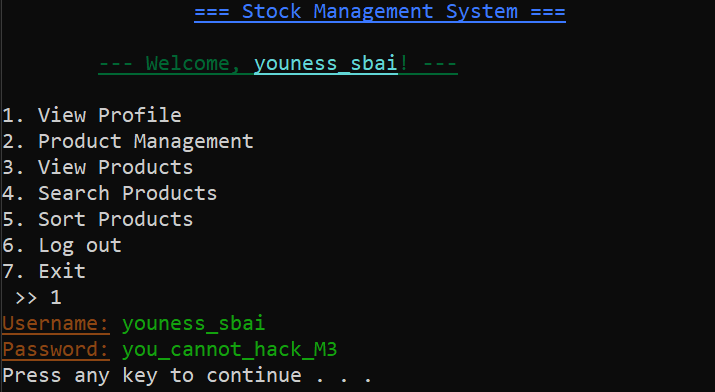 === Stock Management System ===
--- Welcome, youness_sbai! ---
1. View Profile
2. Product Management
3. View Products
4. Search Products
5. Sort Products
6. Log out
7. Exit
>> 1
Username: youness_sbai
Password: you_cannot_hack_M3
Press any key to continue . . .